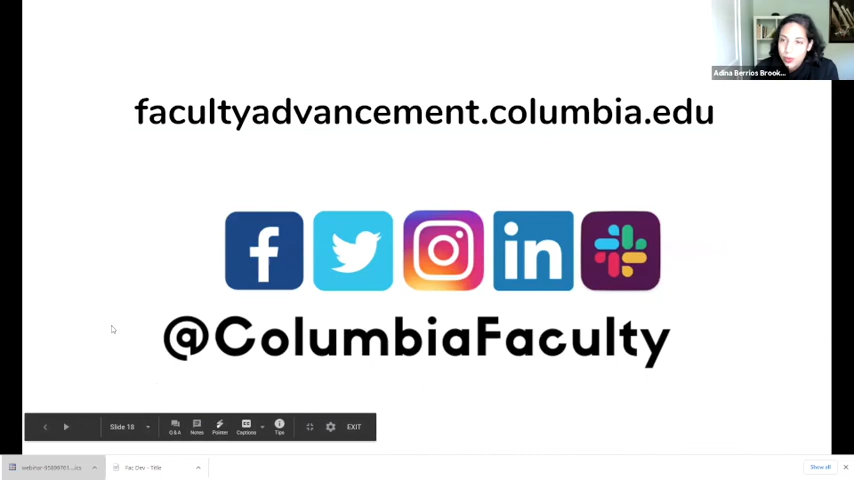 Adina Berrios Brook...
facultyadvancement.columbia.edu
f
in
@ColumbiaFaculty
Slide 18
Q&A
Notes
Pointer
Captions
Tips
EXIT
Fac Dev - Title
Show all